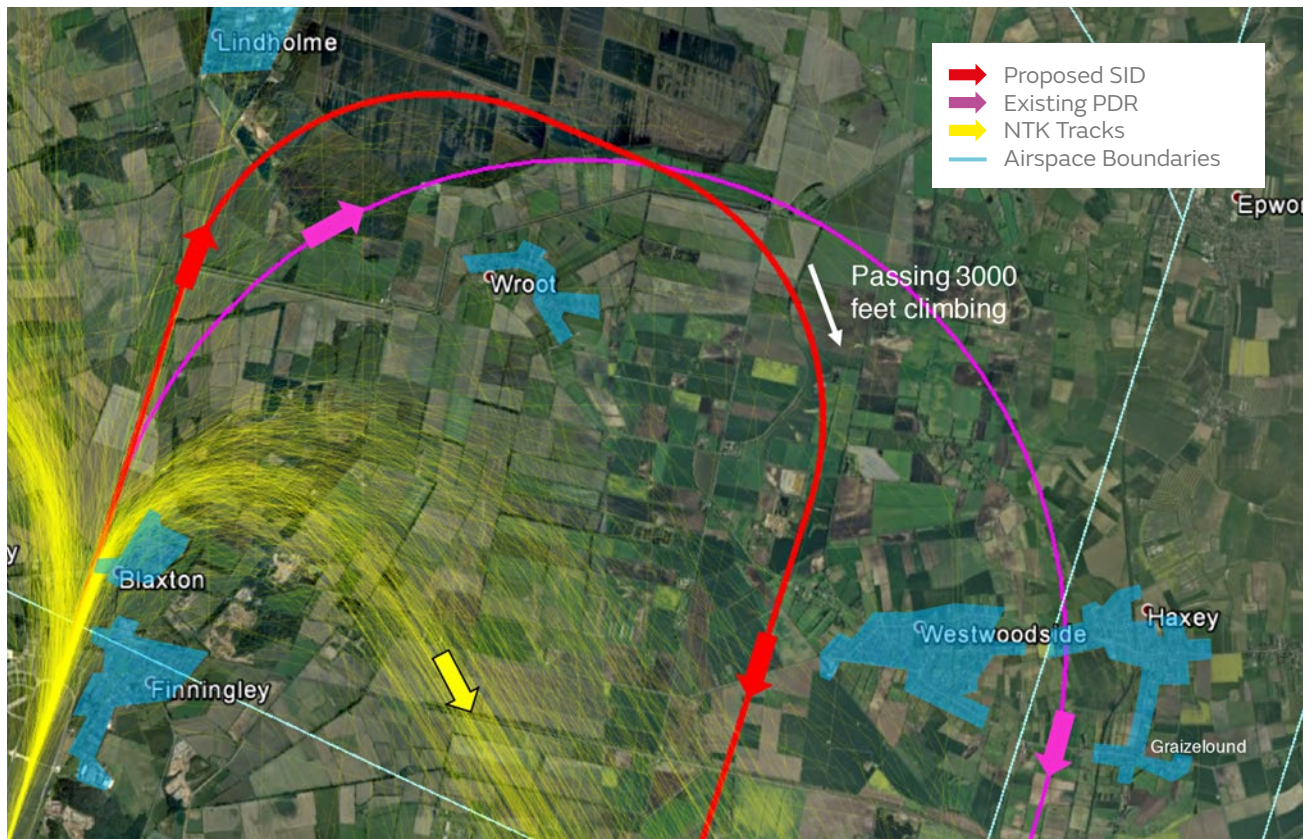 Lindholme
Proposed SID
Existing PDR
NTK Tracks
Airspace Boundaries
Epwor
Wroot
Passing 3000
feet climbing
y
Blaxton
Finningley
Westwoodside
Haxey
Graizelound